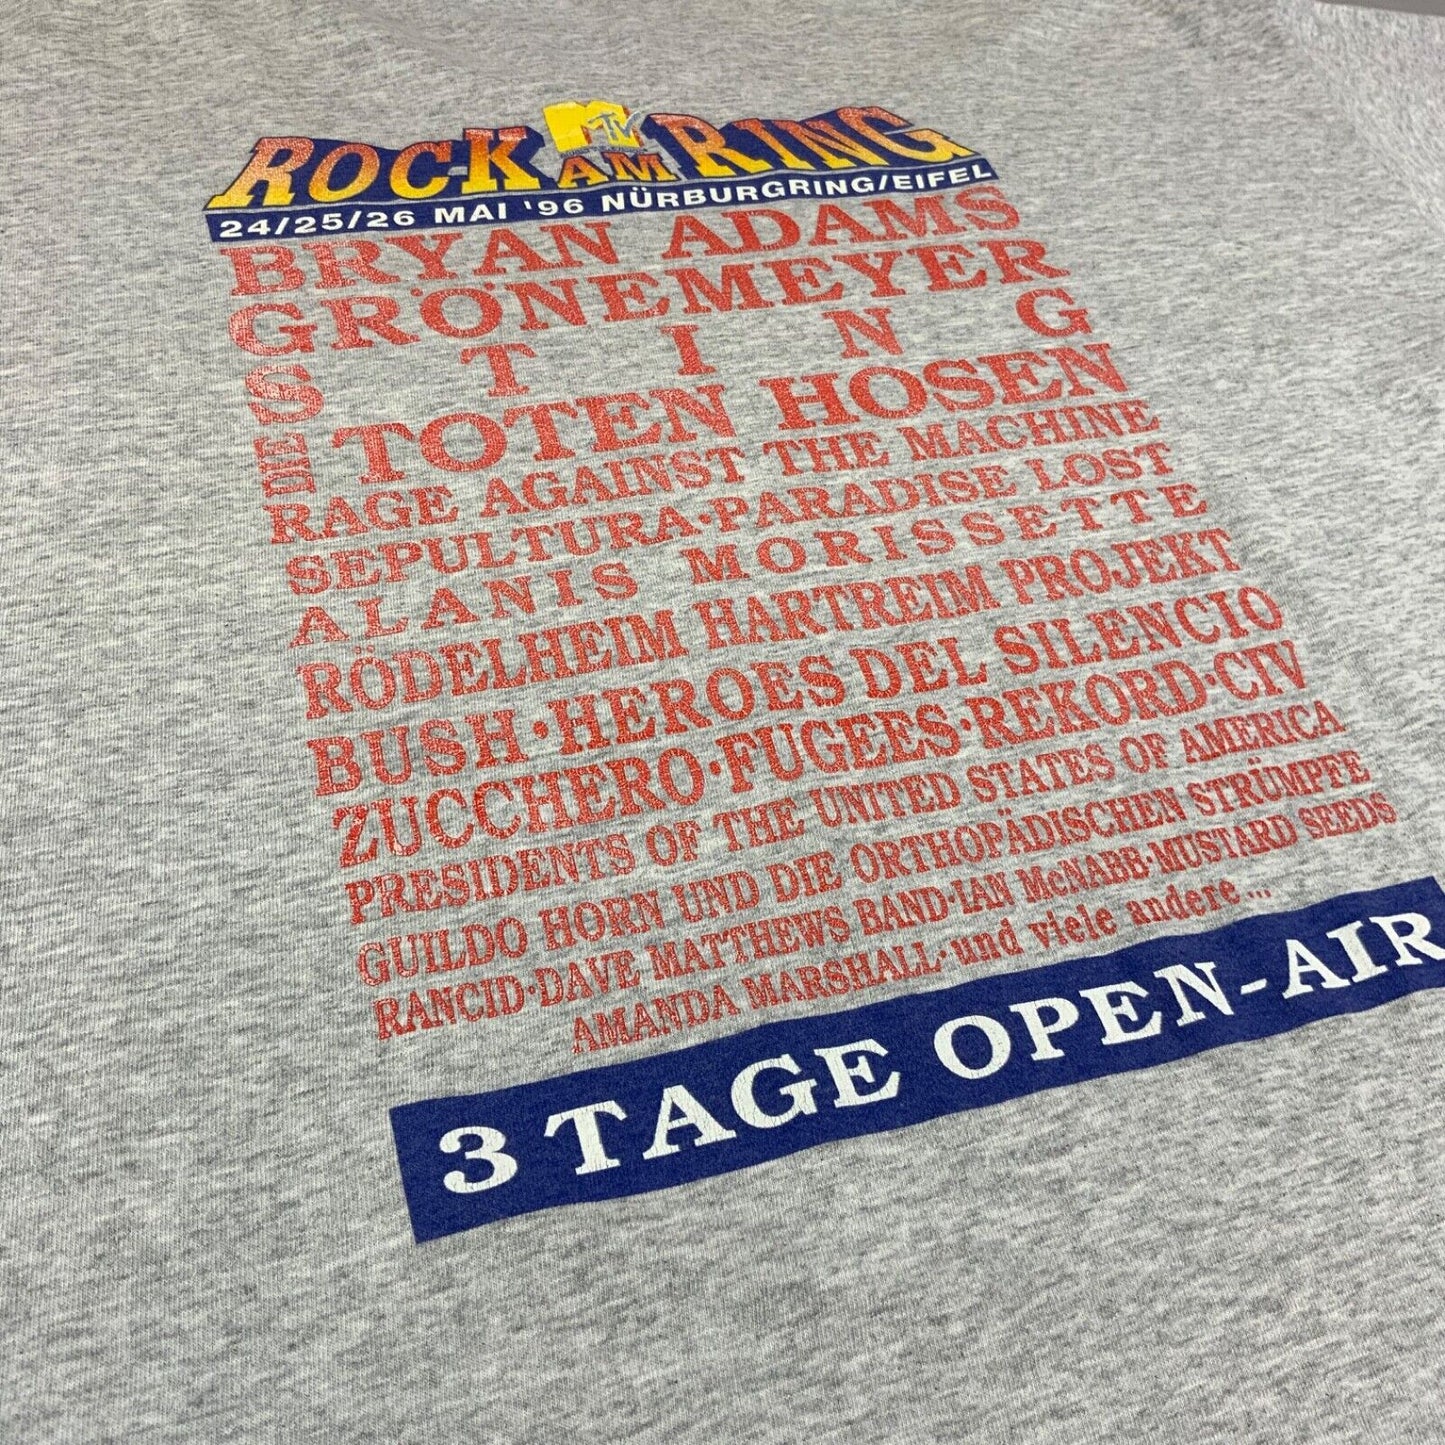 ROCK AM RING
MTV
24/25/26 MAI '96 NÜRBURGRING/EIFEL
BRYAN ADAMS
GRÖNEMEYER
STING
DIE TOTEN HOSEN
RAGE AGAINST THE MACHINE
SEPULTURA·PARADISE LOST
ALANIS MORISSETTE
RÖDELHEIM HARTREIM PROJEKT
BUSH·HEROES DEL SILENCIO
ZUCCHERO·FUGEES·REKORD·CIV
PRESIDENTS OF THE UNITED STATES OF AMERICA
GUILDO HORN UND DIE ORTHOPÄDISCHEN STRÜMPFE
RANCID·DAVE MATTHEWS BAND·IAN McNABB·MUSTARD SEEDS
AMANDA MARSHALL·und viele andere...
3 TAGE OPEN-AIR